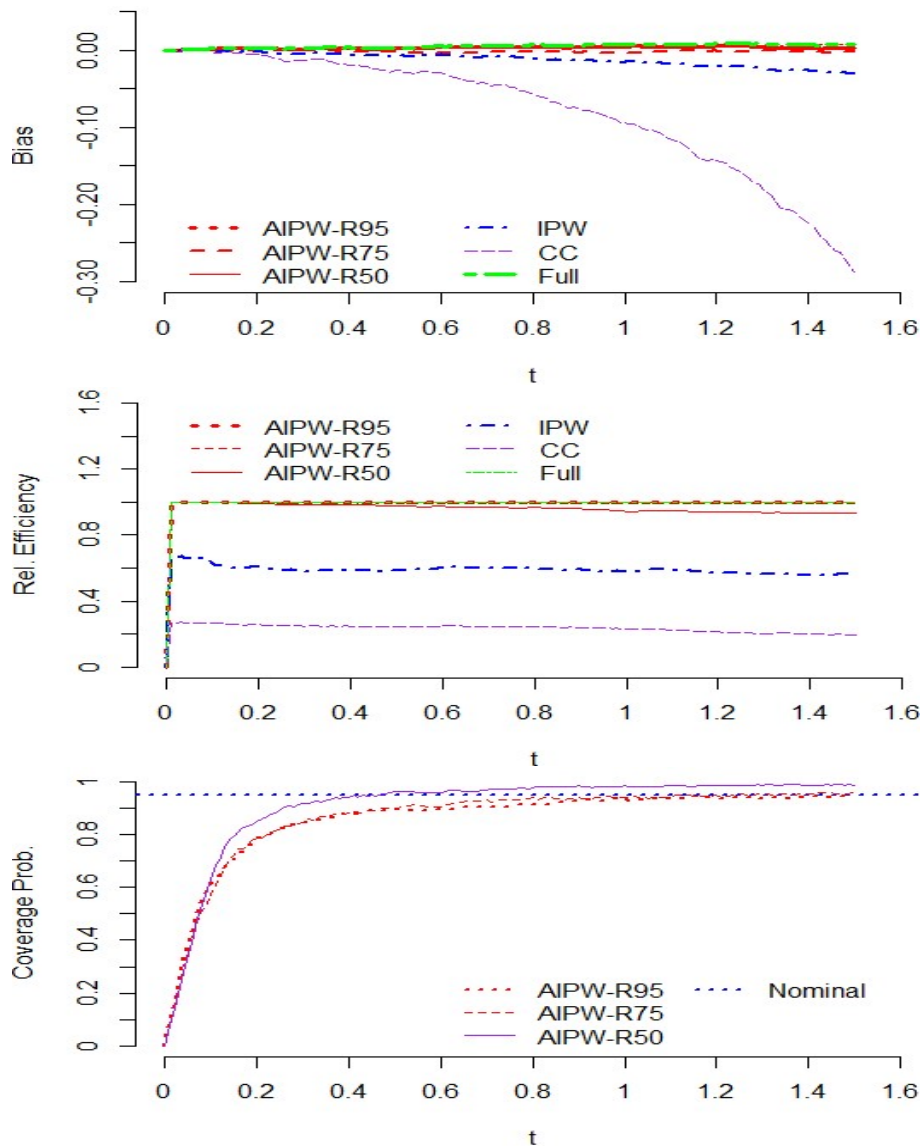 Bias
0.00
-0.10
-0.20
-0.30
AIPW-R95 IPW
AIPW-R75 CC
AIPW-R50 Full
0 0.2 0.4 0.6 0.8 1 1.2 1.4 1.6
t
Rel. Efficiency
1.6
1.2
0.8
0.4
0
AIPW-R95 IPW
AIPW-R75 CC
AIPW-R50 Full
0 0.2 0.4 0.6 0.8 1 1.2 1.4 1.6
t
Coverage Prob.
1
0.8
0.6
0.4
0.2
0
AIPW-R95 Nominal
AIPW-R75
AIPW-R50
0 0.2 0.4 0.6 0.8 1 1.2 1.4 1.6
t